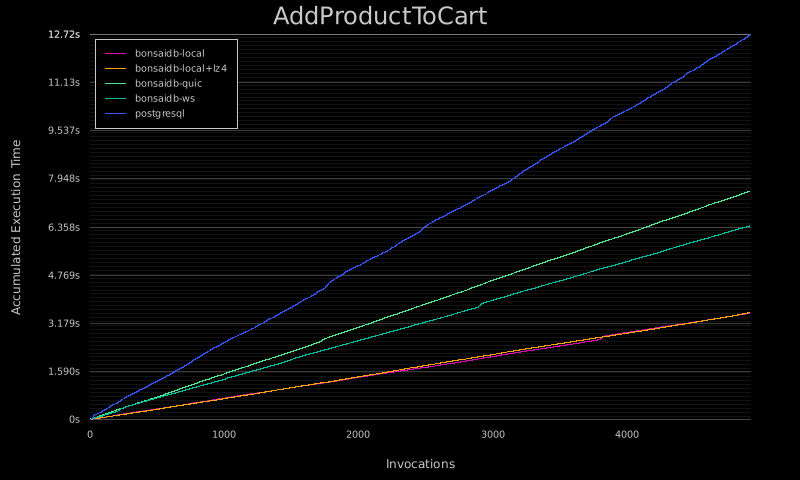 AddProductToCart
12.72s
11.13s
9.537s
7.948s
6.358s
4.769s
3.179s
1.590s
0s
bonsaidb-local
bonsaidb-local+lz4
bonsaidb-quic
bonsaidb-ws
postgresql
Accumulated Execution Time
0 1000 2000 3000 4000
Invocations